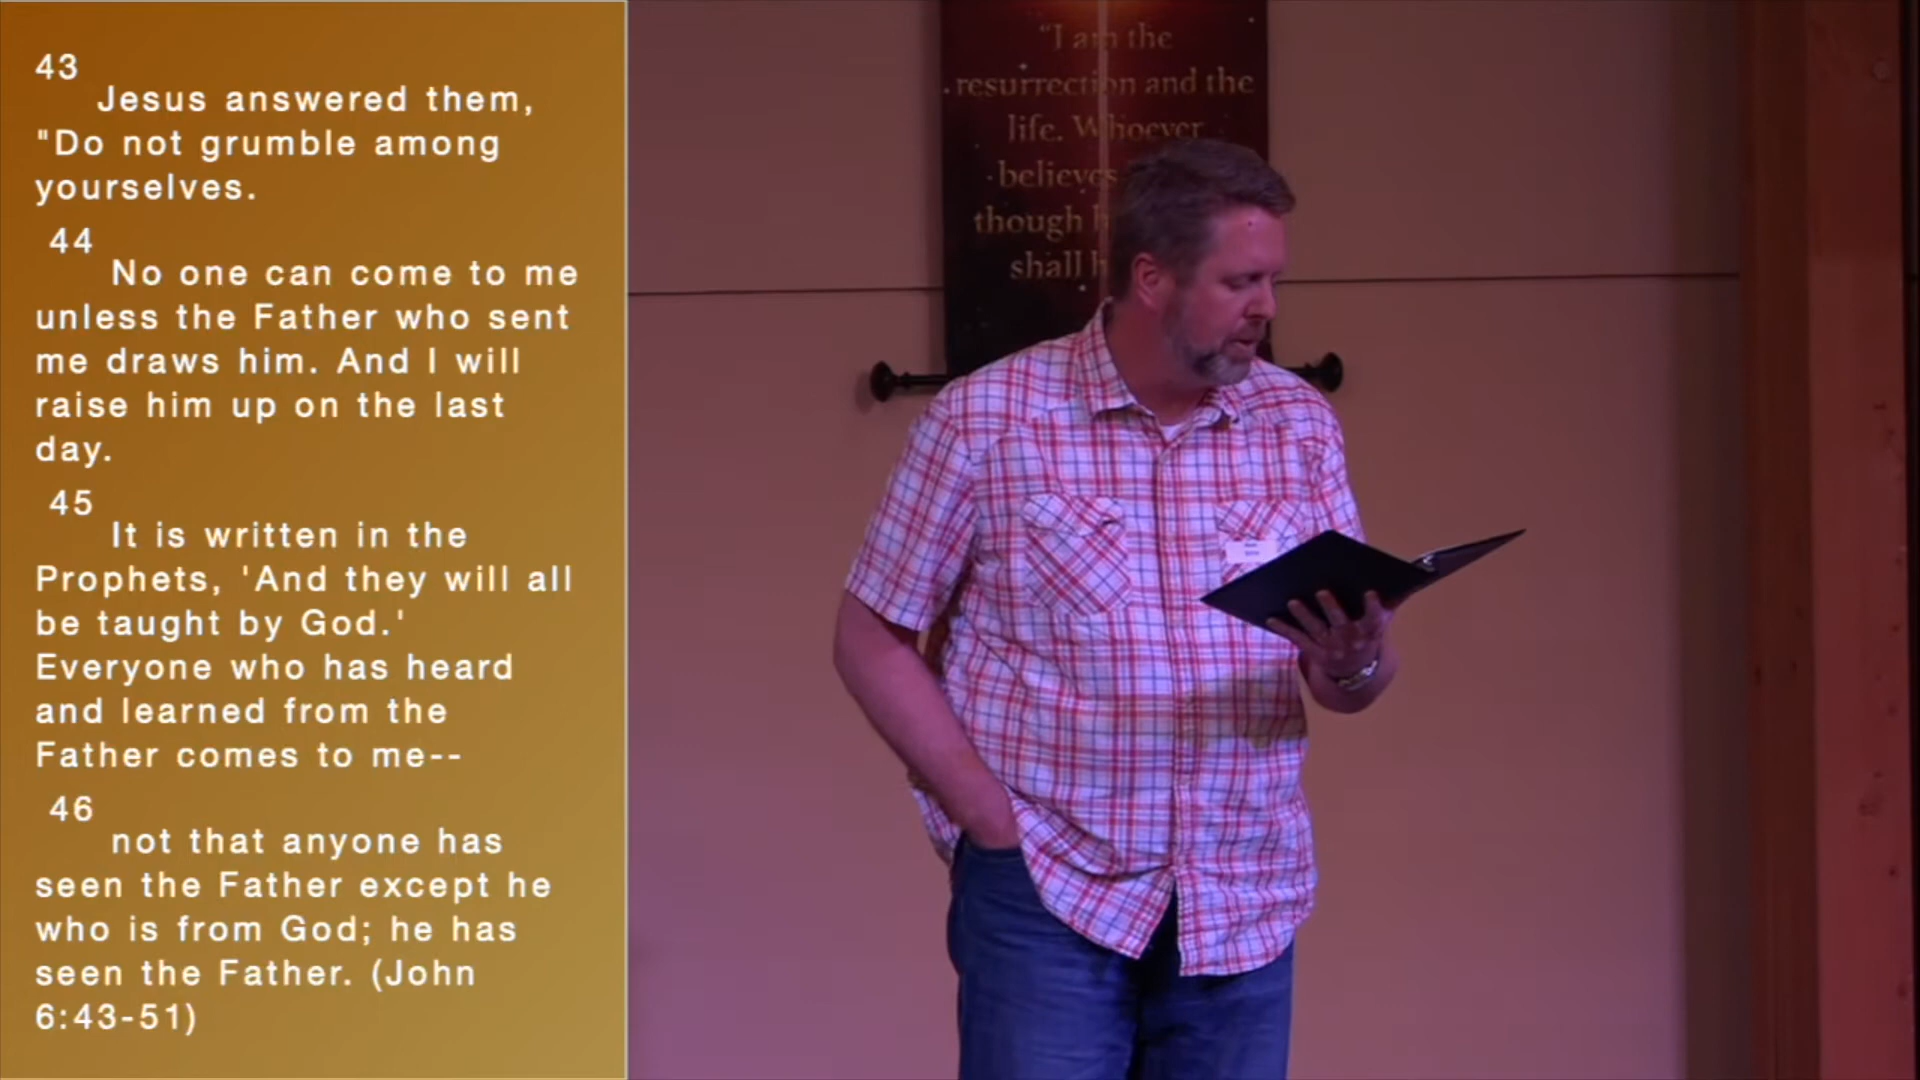 43
Jesus answered them,
"Do not grumble among
yourselves.
44
No one can come to me
unless the Father who sent
me draws him. And I will
raise him up on the last
day.
45
It is written in the
Prophets, 'And they will all
be taught by God.'
Everyone who has heard
and learned from the
Father comes to me--
46
not that anyone has
seen the Father except he
who is from God; he has
seen the Father. (John
6:43-51)
"I am the
resurrection and the
life. Whoever
believes
though
shall